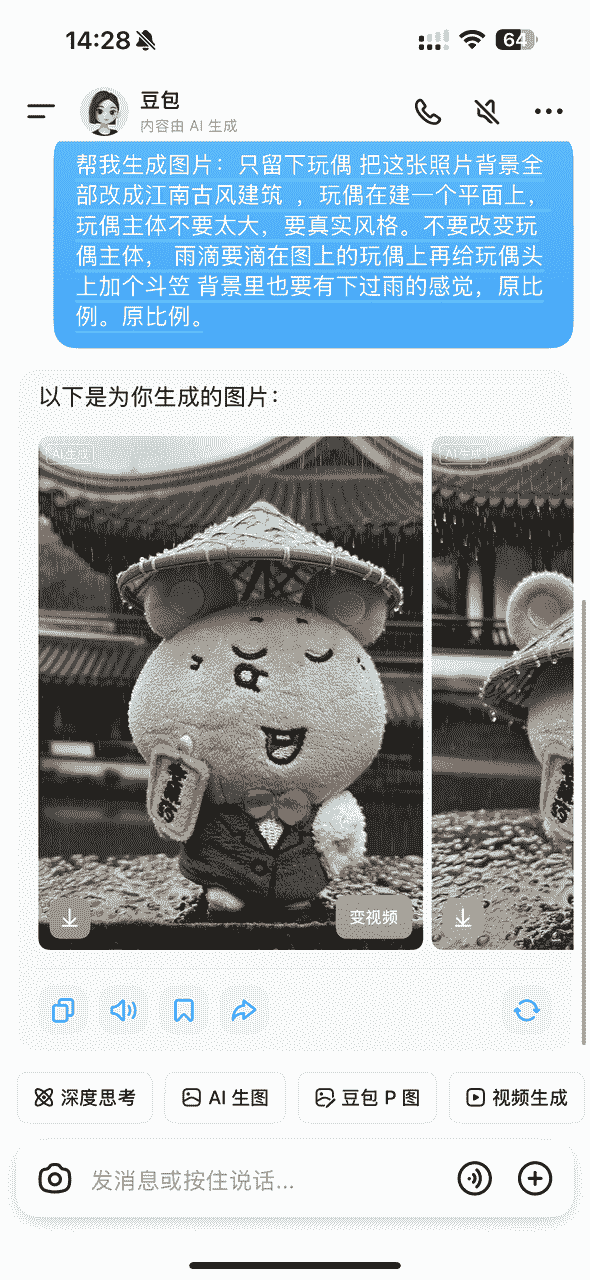 14:28
64
豆包
内容由 AI 生成
帮我生成图片：只留下玩偶 把这张照片背景全
部改成江南古风建筑 ，玩偶在建一个平面上，
玩偶主体不要太大，要真实风格。不要改变玩
偶主体， 雨滴要滴在图上的玩偶上再给玩偶头
上加个斗笠 背景里也要有下过雨的感觉，原比
例。原比例。
以下是为你生成的图片：
AI生成
AI生成
变视频
深度思考
AI 生图
豆包 P 图
视频生成
发消息或按住说话...